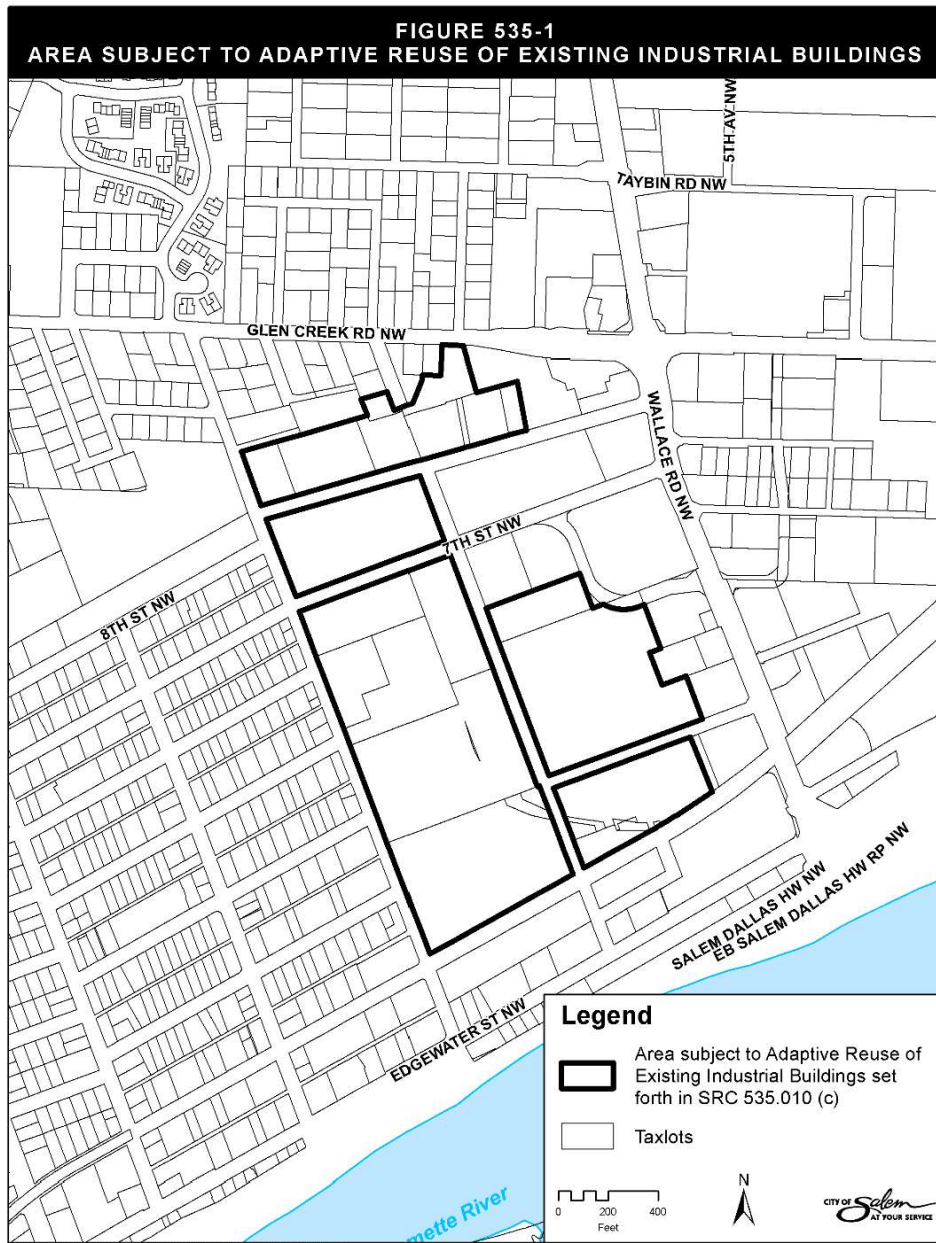 FIGURE 535-1
AREA SUBJECT TO ADAPTIVE REUSE OF EXISTING INDUSTRIAL BUILDINGS
5TH AV NW
TAYBIN RD NW
GLEN CREEK RD NW
WALLACE RD NW
7TH ST NW
8TH ST NW
SALEM DALLAS HW NW
EB SALEM DALLAS HW RP NW
EDGEWATER ST NW
Legend
Area subject to Adaptive Reuse of
Existing Industrial Buildings set
forth in SRC 535.010 (c)
Taxlots
N
0 200 400
Feet
CITY OF Salem
AT YOUR SERVICE
mette River